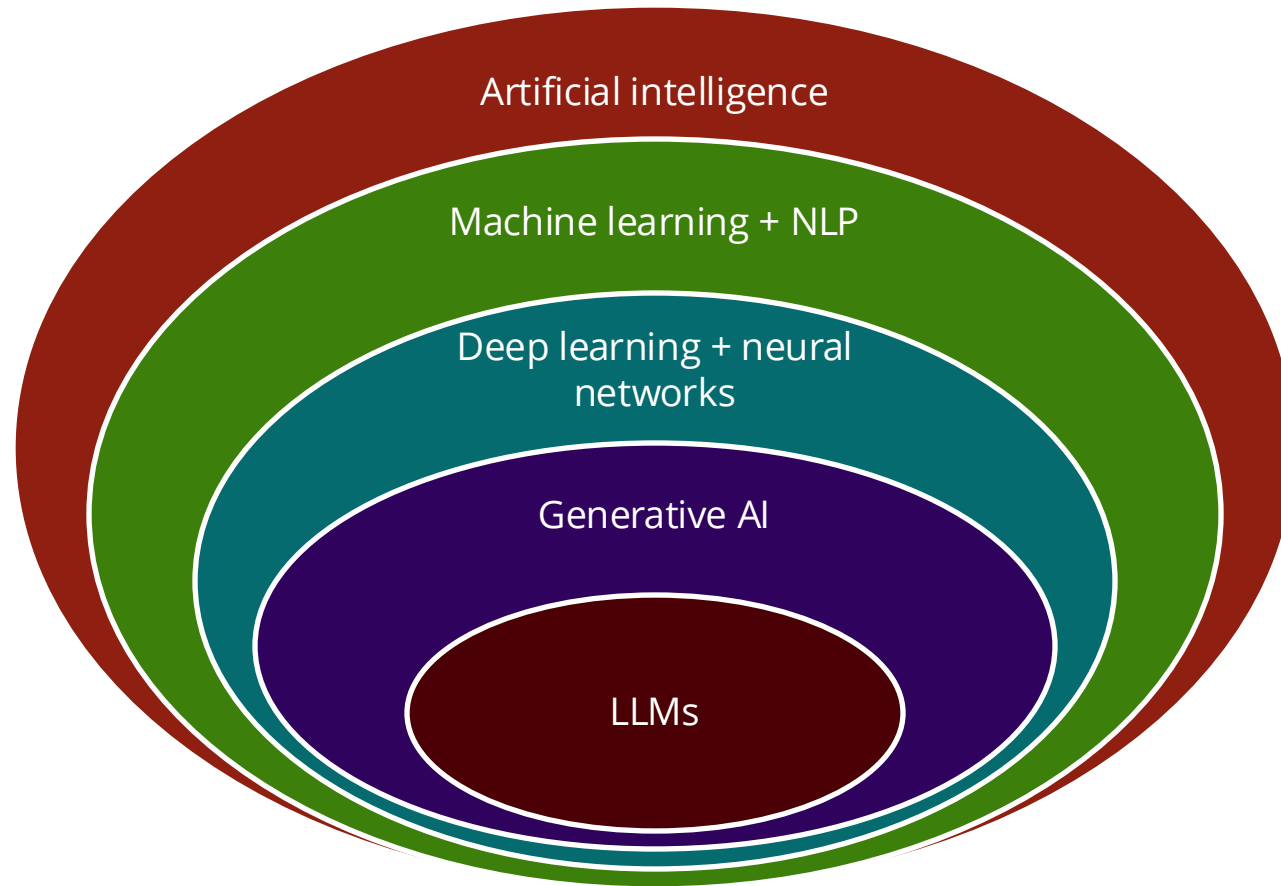 Artificial intelligence
Machine learning + NLP
Deep learning + neural
networks
Generative AI
LLMs